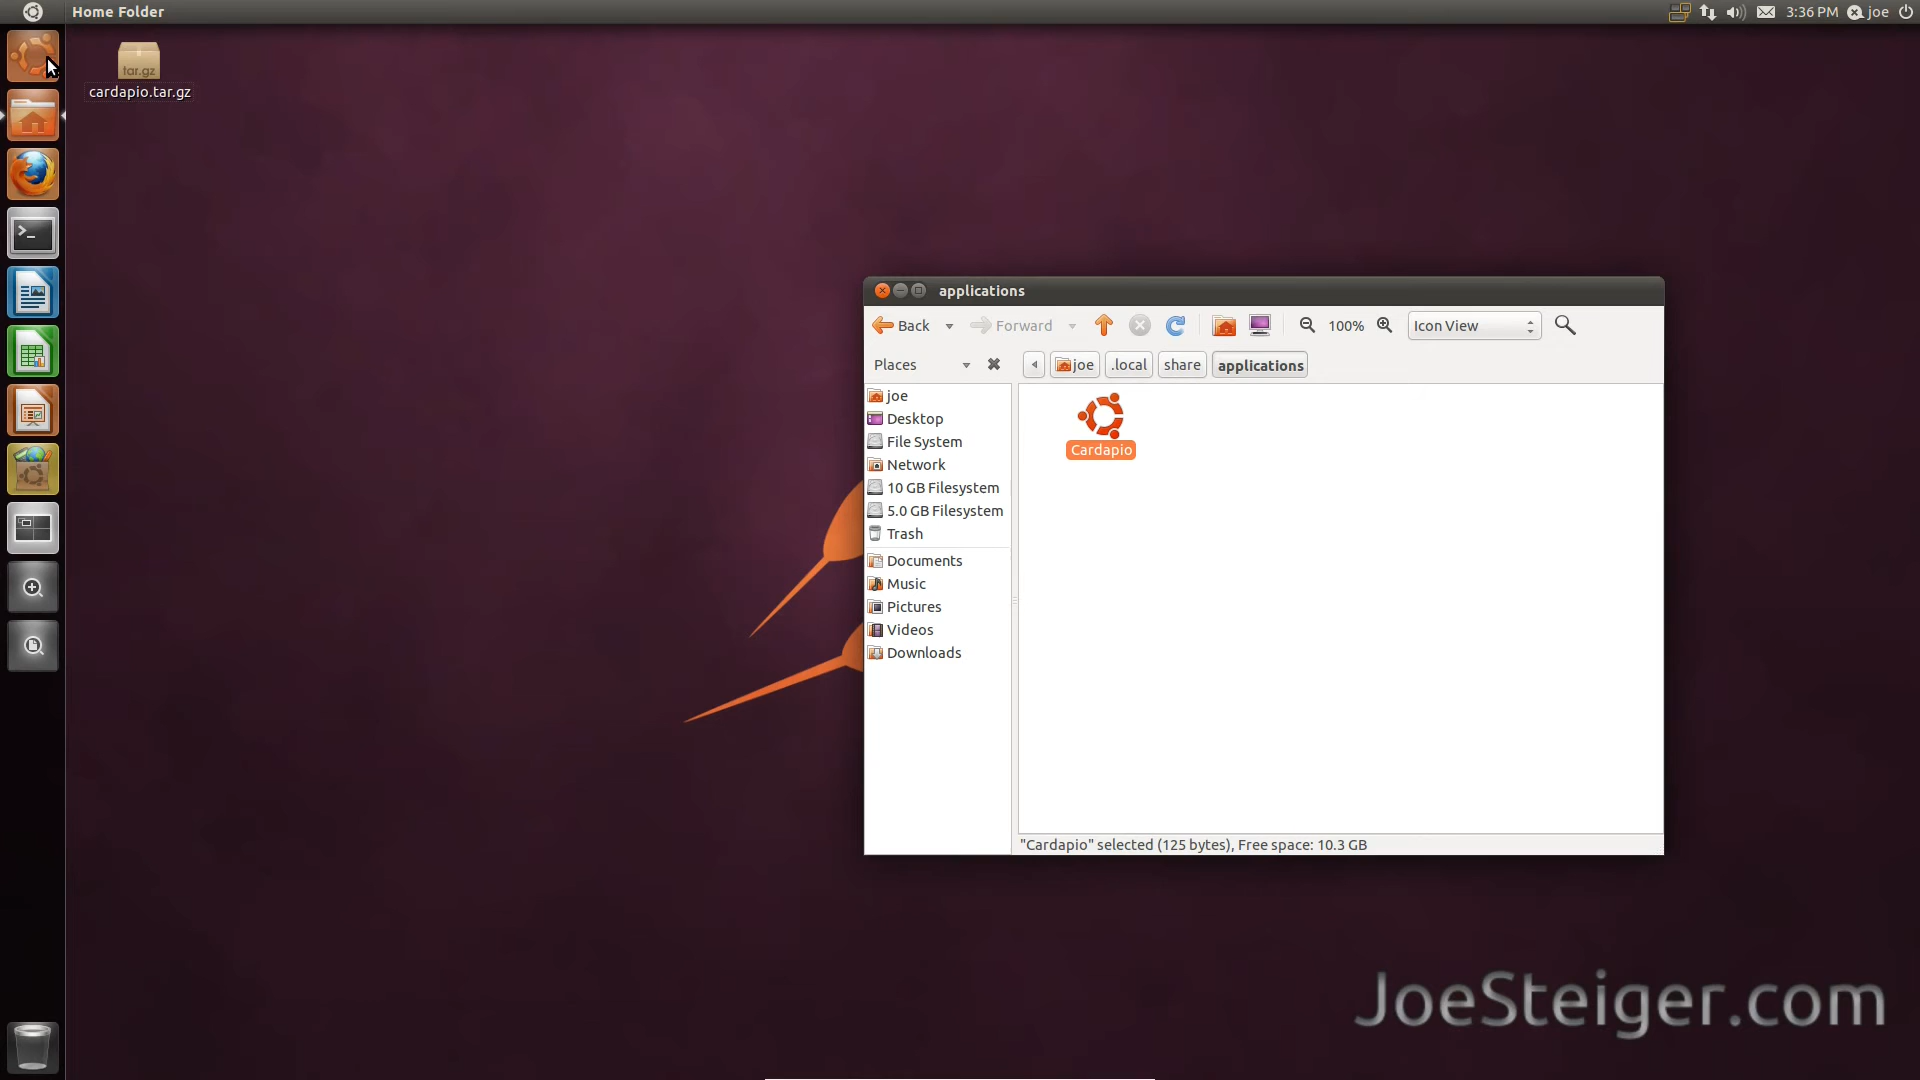 Home Folder
3:36 PM
joe
tar.gz
cardapio.tar.gz
applications
Back
Forward
100%
Icon View
Places
joe
.local
share
applications
joe
Desktop
File System
Network
10 GB Filesystem
5.0 GB Filesystem
Trash
Documents
Music
Pictures
Videos
Downloads
Cardapio
"Cardapio" selected (125 bytes), Free space: 10.3 GB
JoeSteiger.com